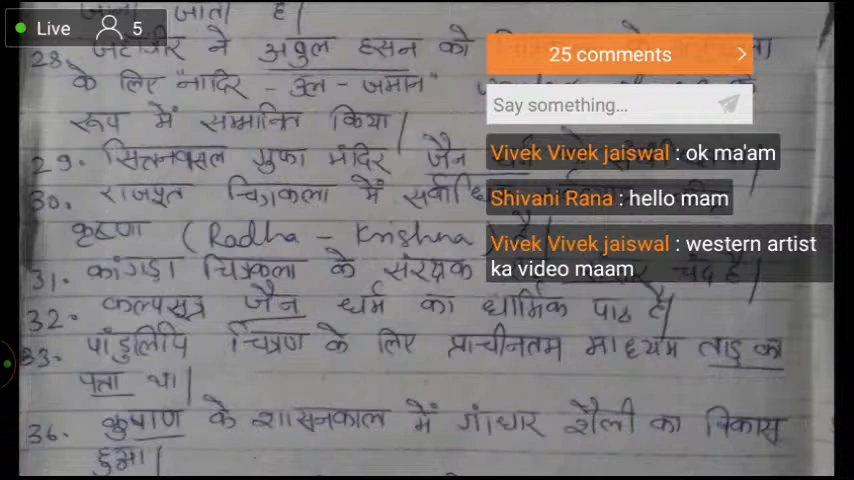 जाना जाता है|
Live 5
28. जहांगीर ने अबुल हसन को
के लिए "नादिर - उल - जमान"
रूप में सम्मानित किया|
29. सित्तनवासल गुफा मंदिर जैन
30. राजपूत चित्रकला में सर्वाधिक
कृष्णा (Radha - Krishna) है|
31. कांगड़ा चित्रकला के संरक्षक चंद है|
32. कल्पसूत्र जैन धर्म का धार्मिक पाठ है|
33. पांडुलिपि चित्रण के लिए प्राचीनतम माध्यम ताड़ का
पत्ता था|
36. कुषाण के शासनकाल में गांधार शैली का विकास
हुआ|
25 comments
Say something...
Vivek Vivek jaiswal : ok ma'am
Shivani Rana : hello mam
Vivek Vivek jaiswal : western artist
ka video maam